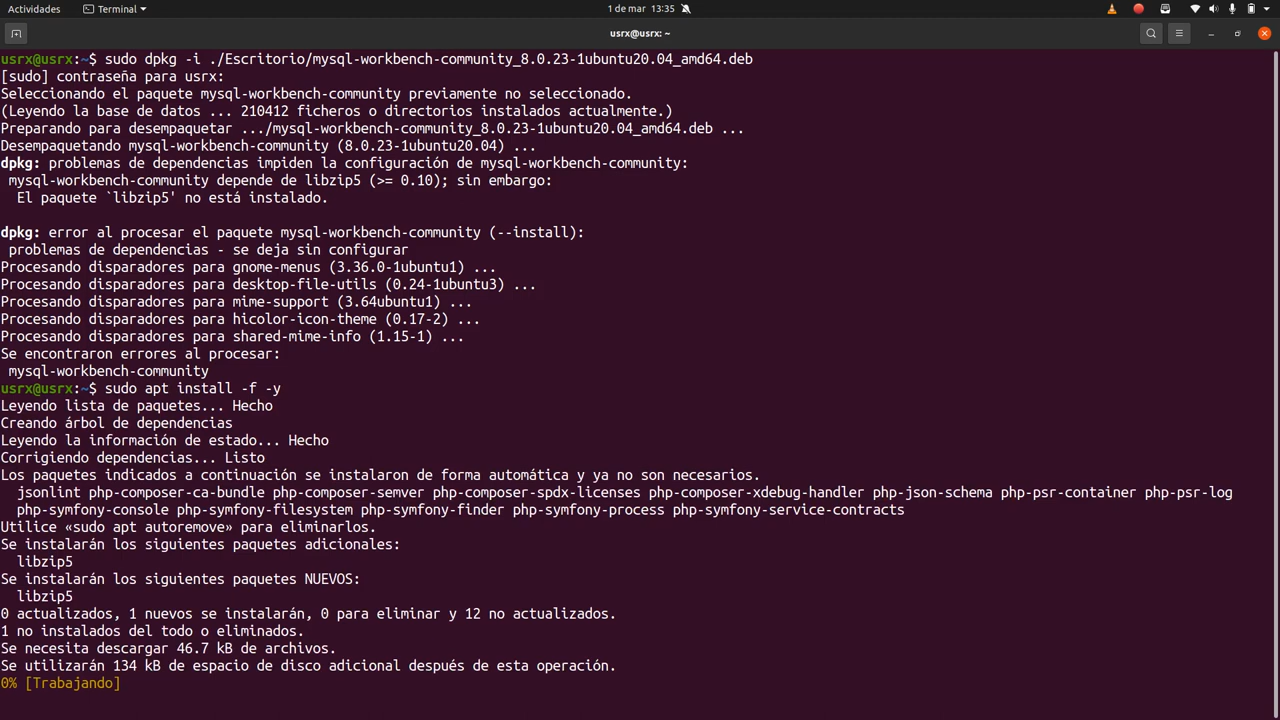 Actividades
Terminal
1 de mar 13:35
usrx@usrx: ~
usrx@usrx:~$ sudo dpkg -i ./Escritorio/mysql-workbench-community_8.0.23-1ubuntu20.04_amd64.deb
[sudo] contraseña para usrx:
Seleccionando el paquete mysql-workbench-community previamente no seleccionado.
(Leyendo la base de datos ... 210412 ficheros o directorios instalados actualmente.)
Preparando para desempaquetar .../mysql-workbench-community_8.0.23-1ubuntu20.04_amd64.deb ...
Desempaquetando mysql-workbench-community (8.0.23-1ubuntu20.04) ...
dpkg: problemas de dependencias impiden la configuración de mysql-workbench-community:
 mysql-workbench-community depende de libzip5 (>= 0.10); sin embargo:
  El paquete `libzip5' no está instalado.

dpkg: error al procesar el paquete mysql-workbench-community (--install):
 problemas de dependencias - se deja sin configurar
Procesando disparadores para gnome-menus (3.36.0-1ubuntu1) ...
Procesando disparadores para desktop-file-utils (0.24-1ubuntu3) ...
Procesando disparadores para mime-support (3.64ubuntu1) ...
Procesando disparadores para hicolor-icon-theme (0.17-2) ...
Procesando disparadores para shared-mime-info (1.15-1) ...
Se encontraron errores al procesar:
 mysql-workbench-community
usrx@usrx:~$ sudo apt install -f -y
Leyendo lista de paquetes... Hecho
Creando árbol de dependencias
Leyendo la información de estado... Hecho
Corrigiendo dependencias... Listo
Los paquetes indicados a continuación se instalaron de forma automática y ya no son necesarios.
  jsonlint php-composer-ca-bundle php-composer-semver php-composer-spdx-licenses php-composer-xdebug-handler php-json-schema php-psr-container php-psr-log
  php-symfony-console php-symfony-filesystem php-symfony-finder php-symfony-process php-symfony-service-contracts
Utilice «sudo apt autoremove» para eliminarlos.
Se instalarán los siguientes paquetes adicionales:
  libzip5
Se instalarán los siguientes paquetes NUEVOS:
  libzip5
0 actualizados, 1 nuevos se instalarán, 0 para eliminar y 12 no actualizados.
1 no instalados del todo o eliminados.
Se necesita descargar 46.7 kB de archivos.
Se utilizarán 134 kB de espacio de disco adicional después de esta operación.
0% [Trabajando]